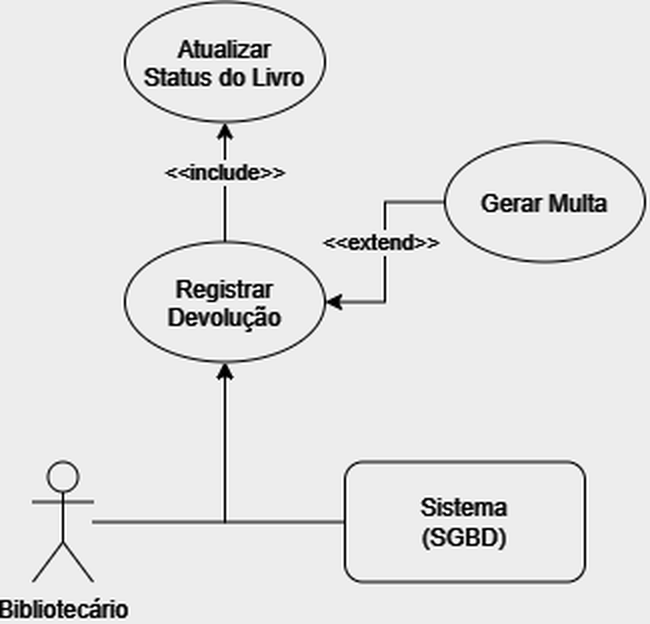 Atualizar
Status do Livro
<<include>>
Gerar Multa
<<extend>>
Registrar
Devolução
Sistema
(SGBD)
Bibliotecário